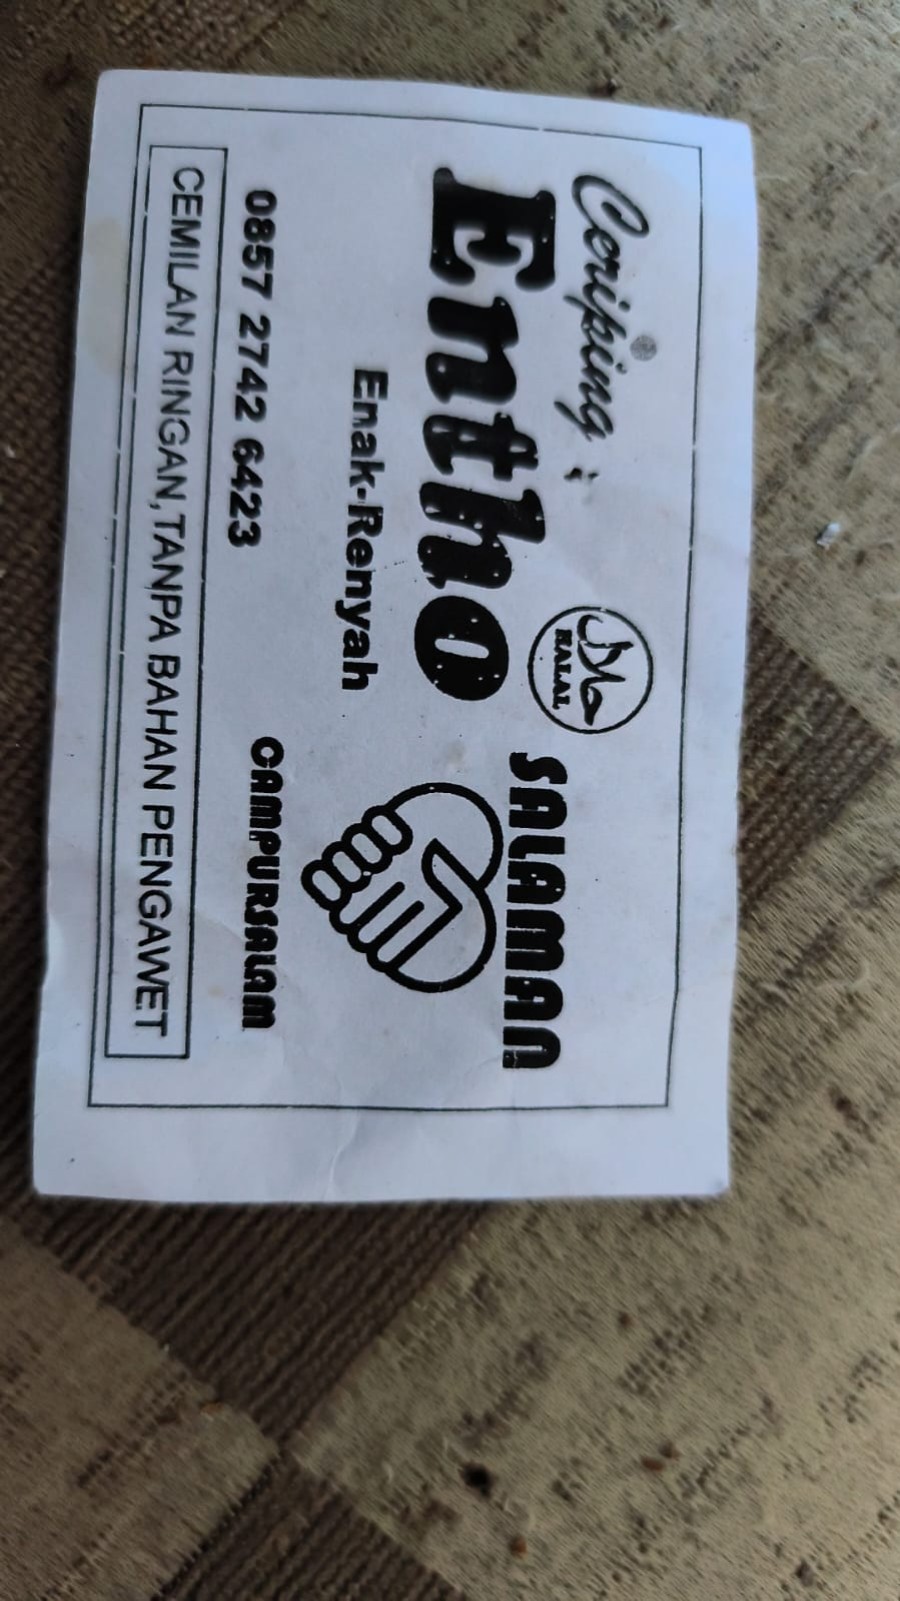 Ceriping :
Entho
Enak-Renyah
HALAL
SALAMAN
0857 2742 6423
CAMPURSALAM
CEMILAN RINGAN,TANPA BAHAN PENGAWET